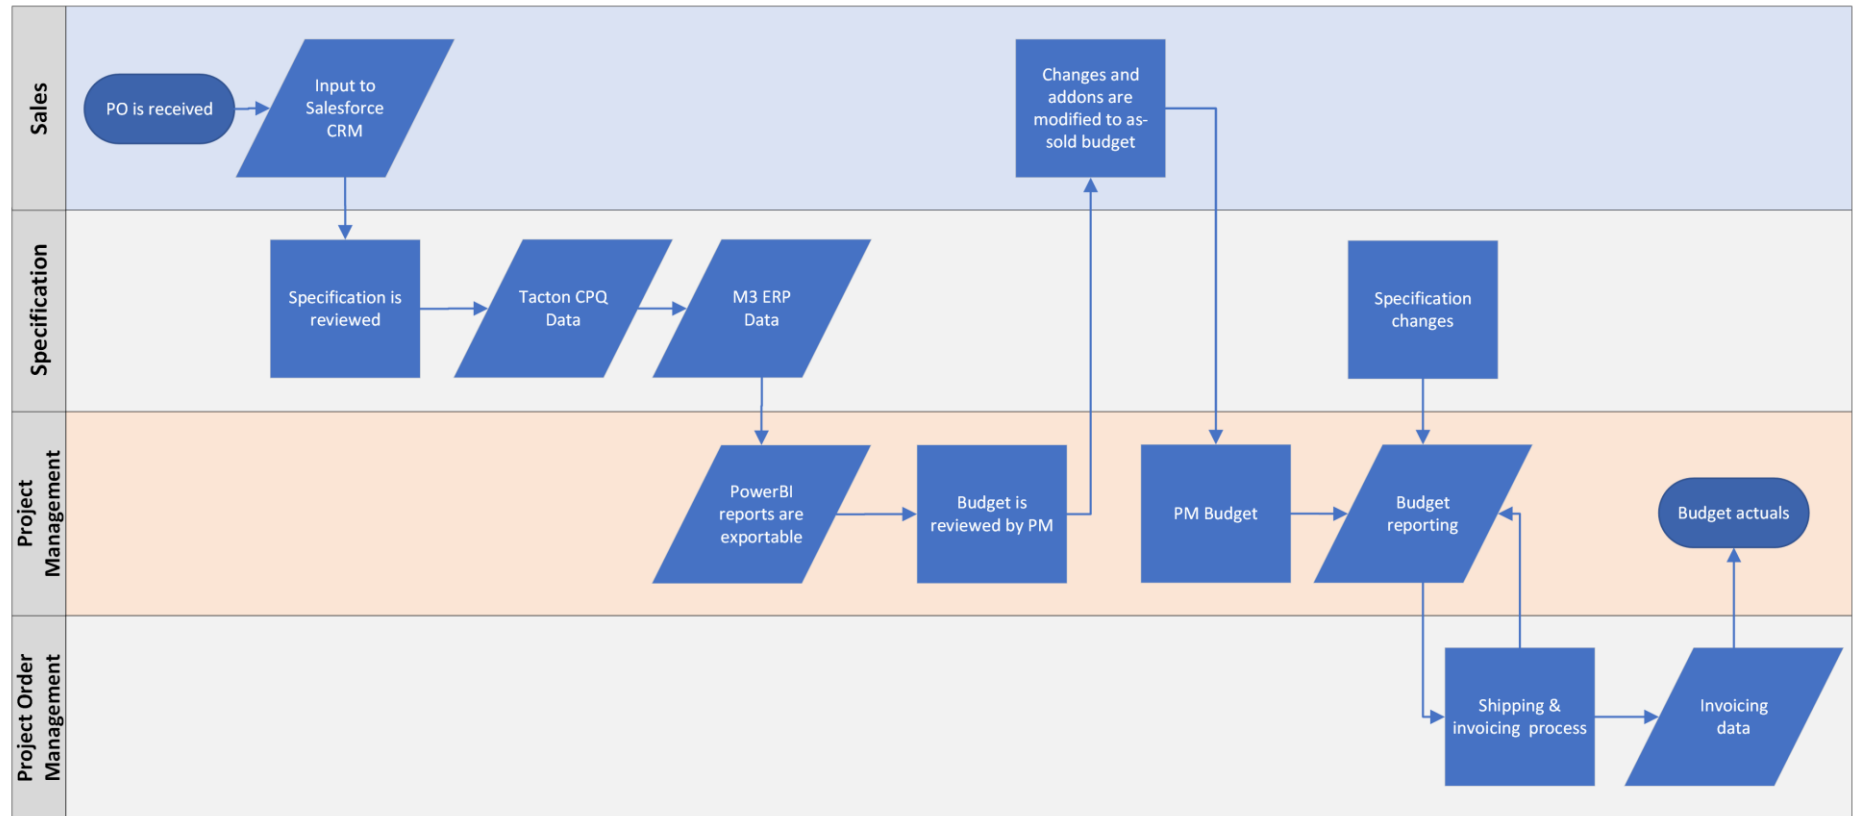 Sales
PO is received
Input to
Salesforce
CRM
Changes and
addons are
modified to as-
sold budget
Specification
Specification is
reviewed
Tacton CPQ
Data
M3 ERP
Data
Specification
changes
Project
Management
PowerBI
reports are
exportable
Budget is
reviewed by PM
PM Budget
Budget
reporting
Budget actuals
Project Order
Management
Shipping &
invoicing process
Invoicing
data